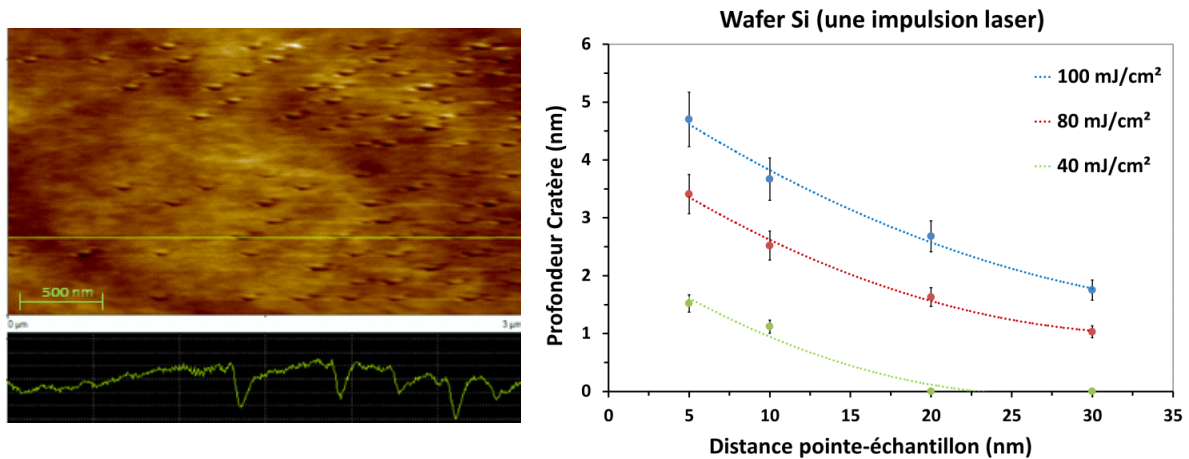 500 nm
0 µm 3 µm
Wafer Si (une impulsion laser)
Profondeur Cratère (nm)
6
5
4
3
2
1
0
100 mJ/cm²
80 mJ/cm²
40 mJ/cm²
0 5 10 15 20 25 30 35
Distance pointe-échantillon (nm)